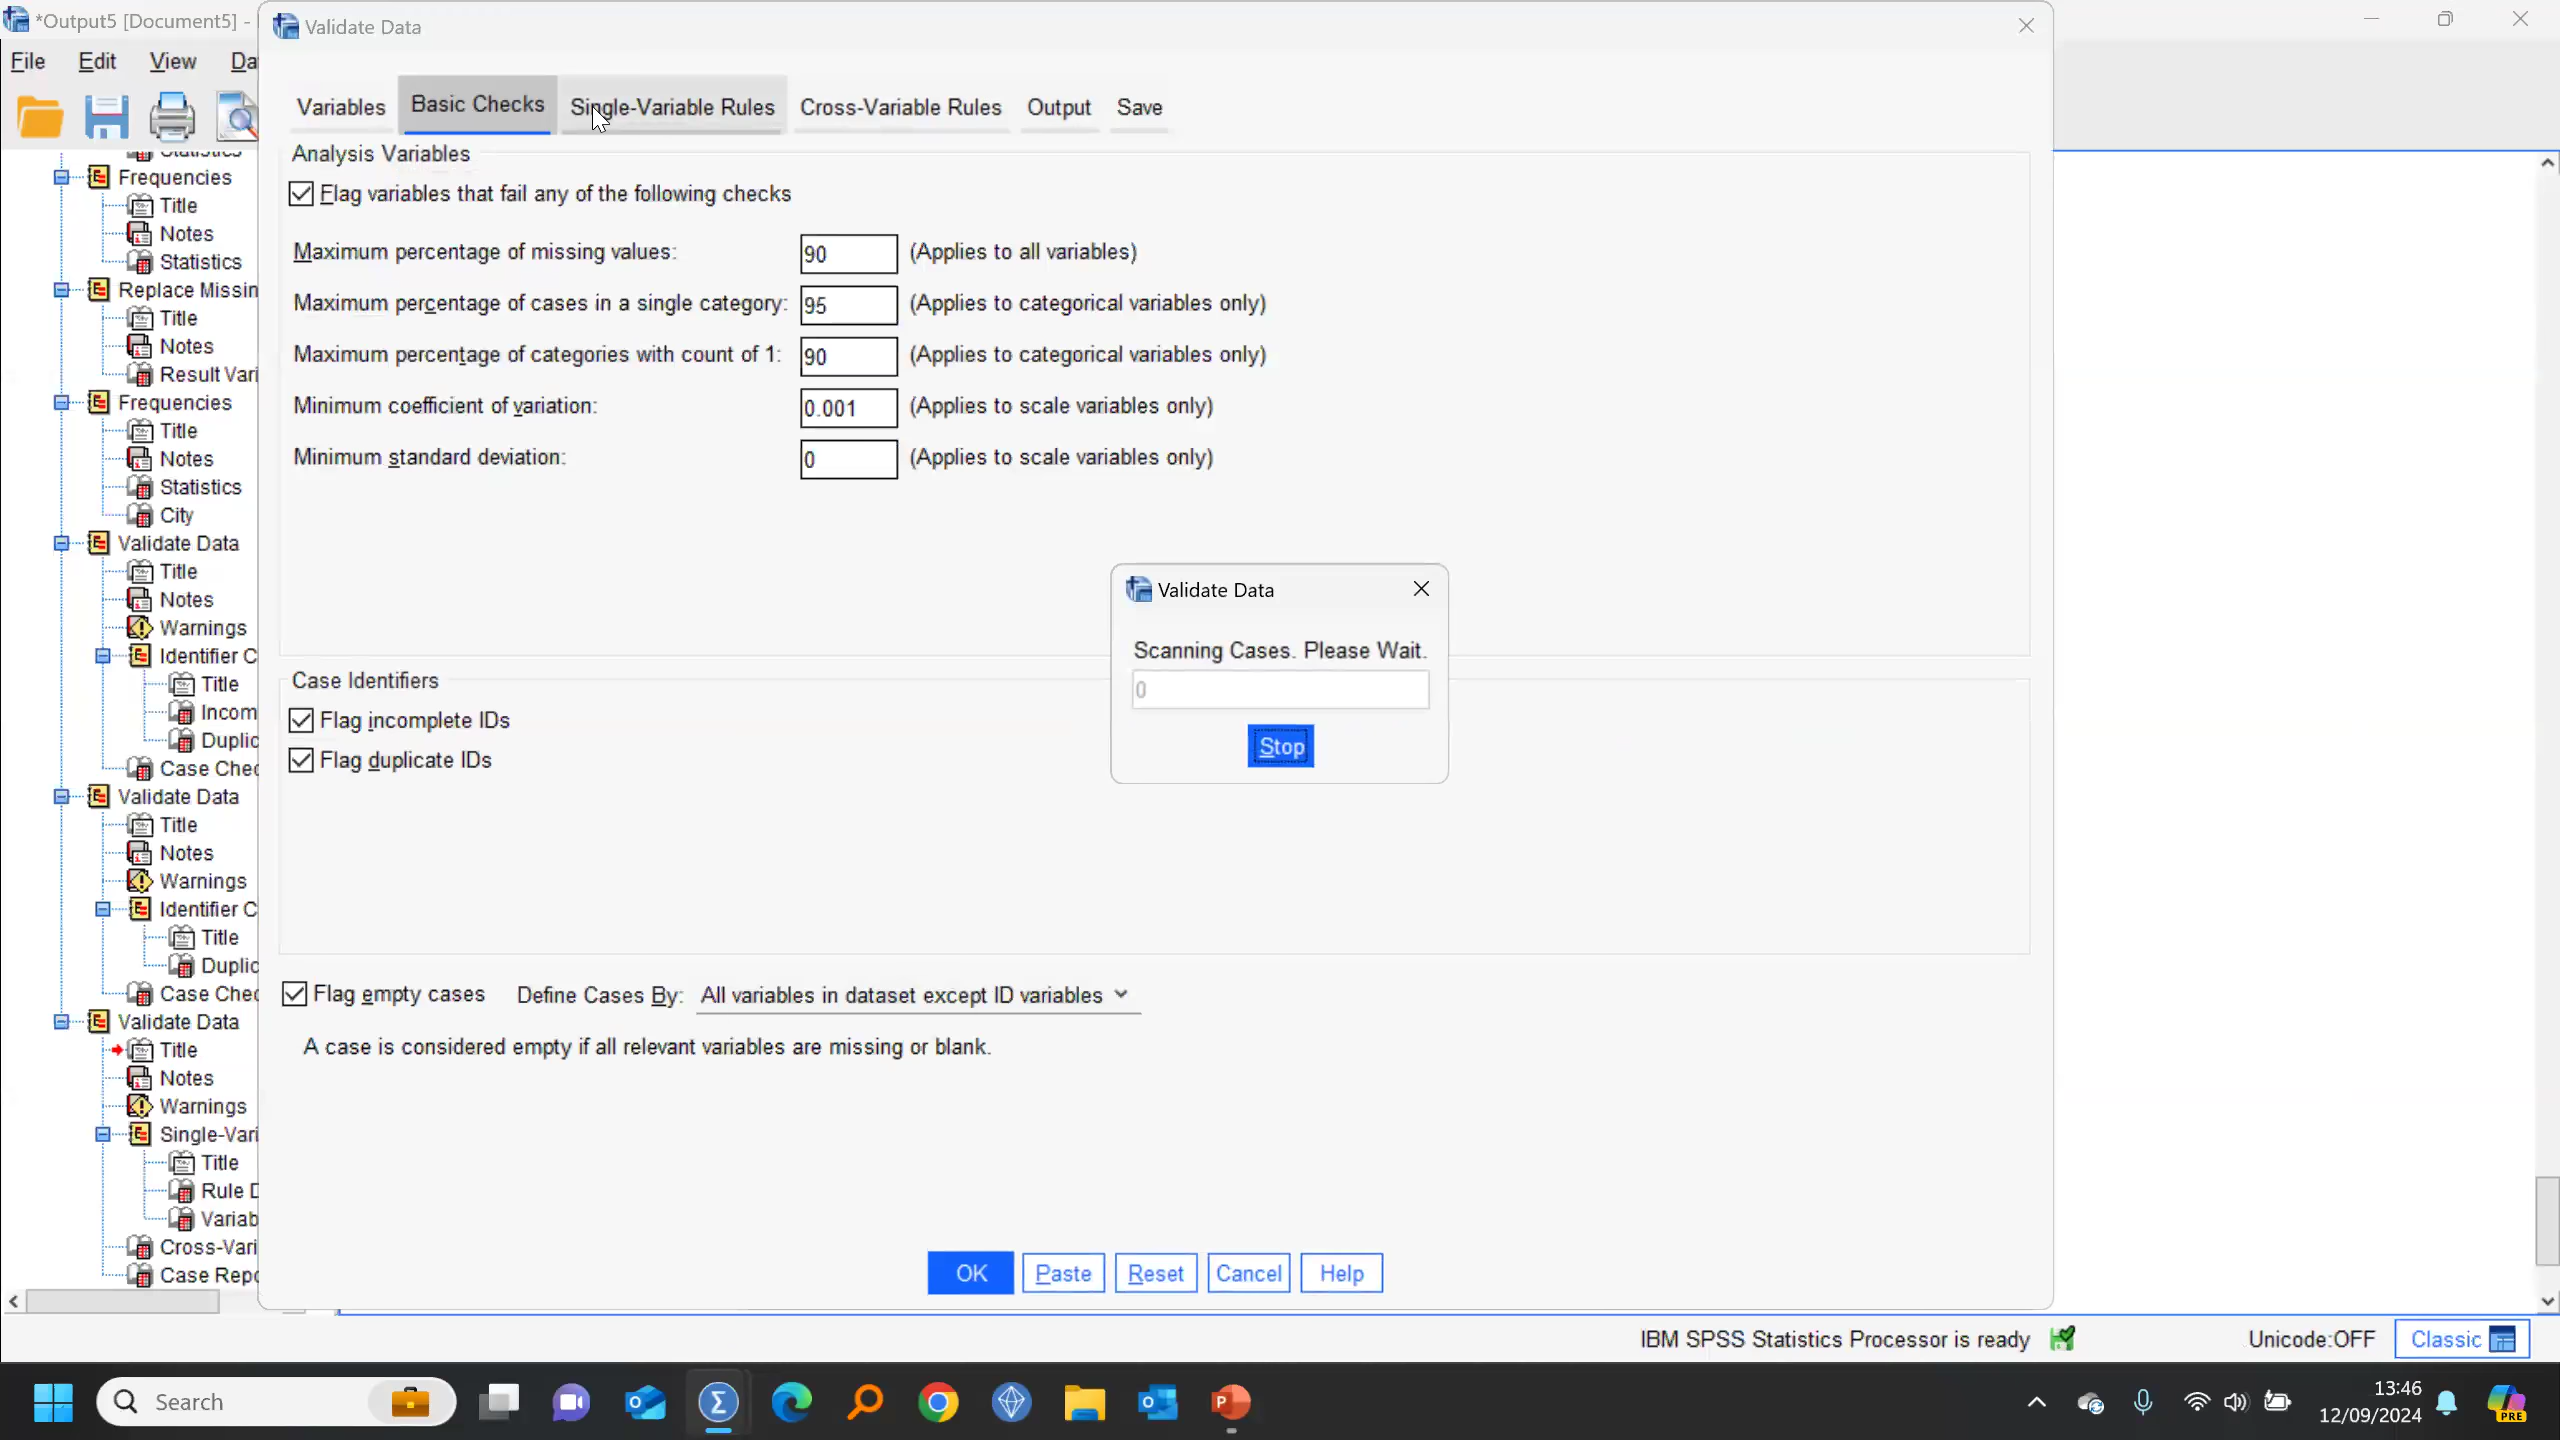 *Output5 [Document5] -
File Edit View Da
Statistics
Frequencies
Title
Notes
Statistics
Replace Missin
Title
Notes
Result Vari
Frequencies
Title
Notes
Statistics
City
Validate Data
Title
Notes
Warnings
Identifier C
Title
Incom
Duplic
Case Chec
Validate Data
Title
Notes
Warnings
Identifier C
Title
Duplic
Case Chec
Validate Data
Title
Notes
Warnings
Single-Vari
Title
Rule D
Variab
Cross-Vari
Case Repo
Validate Data
Variables Basic Checks Single-Variable Rules Cross-Variable Rules Output Save
Analysis Variables
Flag variables that fail any of the following checks
Maximum percentage of missing values: 90 (Applies to all variables)
Maximum percentage of cases in a single category: 95 (Applies to categorical variables only)
Maximum percentage of categories with count of 1: 90 (Applies to categorical variables only)
Minimum coefficient of variation: 0.001 (Applies to scale variables only)
Minimum standard deviation: 0 (Applies to scale variables only)
Validate Data
Scanning Cases. Please Wait.
0
Stop
Case Identifiers
Flag incomplete IDs
Flag duplicate IDs
Flag empty cases Define Cases By: All variables in dataset except ID variables
A case is considered empty if all relevant variables are missing or blank.
OK Paste Reset Cancel Help
IBM SPSS Statistics Processor is ready Unicode:OFF Classic
Search
13:46
12/09/2024
PRE